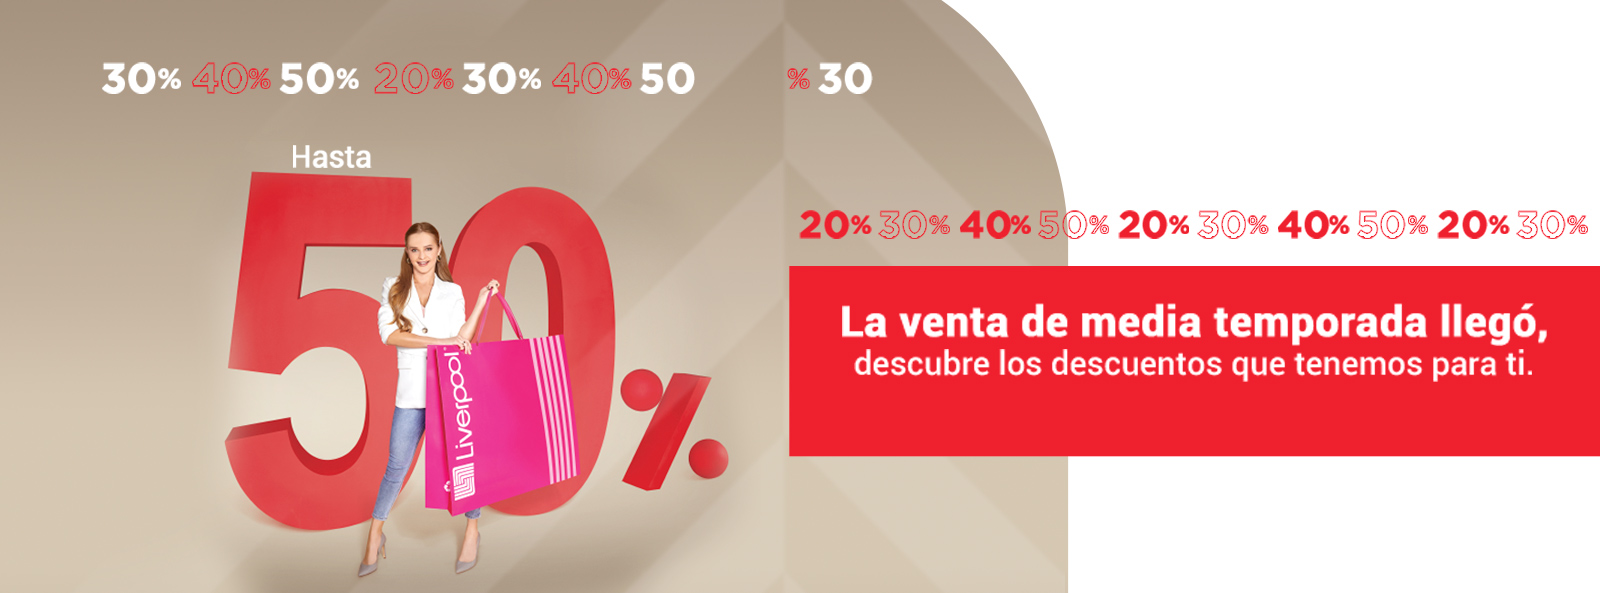 30% 40% 50% 20% 30% 40% 50
% 30
Hasta
50%
Liverpool
20% 30% 40% 50% 20% 30% 40% 50% 20% 30%
La venta de media temporada llegó,
descubre los descuentos que tenemos para ti.